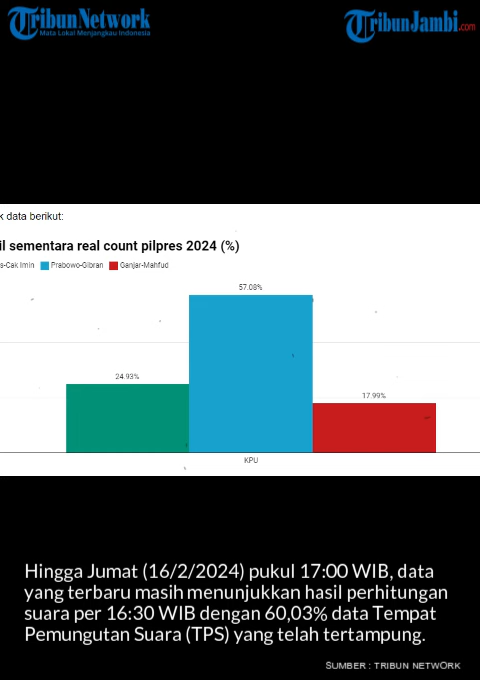 TribunNetwork
Mata Lokal Menjangkau Indonesia
TribunJambi.com
k data berikut:
il sementara real count pilpres 2024 (%)
s-Cak Imin Prabowo-Gibran Ganjar-Mahfud
57.08%
24.93%
17.99%
KPU
Hingga Jumat (16/2/2024) pukul 17:00 WIB, data
yang terbaru masih menunjukkan hasil perhitungan
suara per 16:30 WIB dengan 60,03% data Tempat
Pemungutan Suara (TPS) yang telah tertampung.
SUMBER : TRIBUN NETWORK